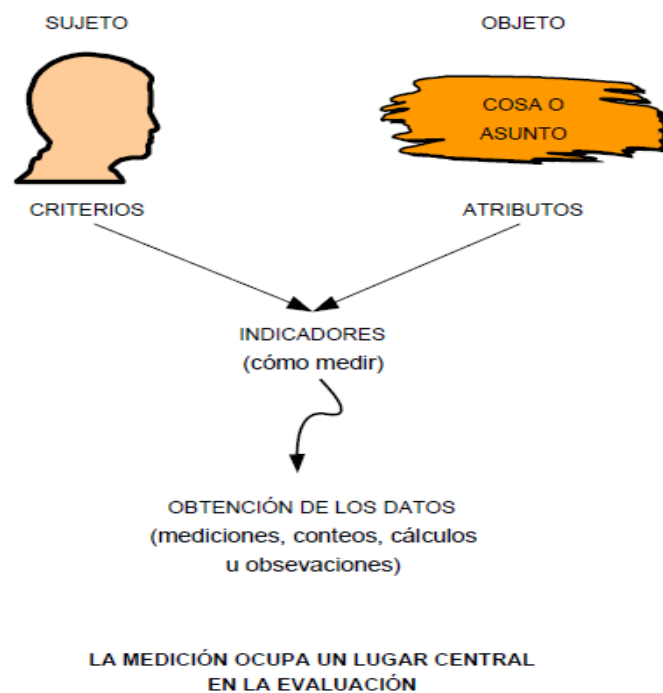 SUJETO
OBJETO
COSA O
ASUNTO
CRITERIOS
ATRIBUTOS
INDICADORES
(cómo medir)
OBTENCIÓN DE LOS DATOS
(mediciones, conteos, cálculos
u obsevaciones)
LA MEDICIÓN OCUPA UN LUGAR CENTRAL
EN LA EVALUACIÓN